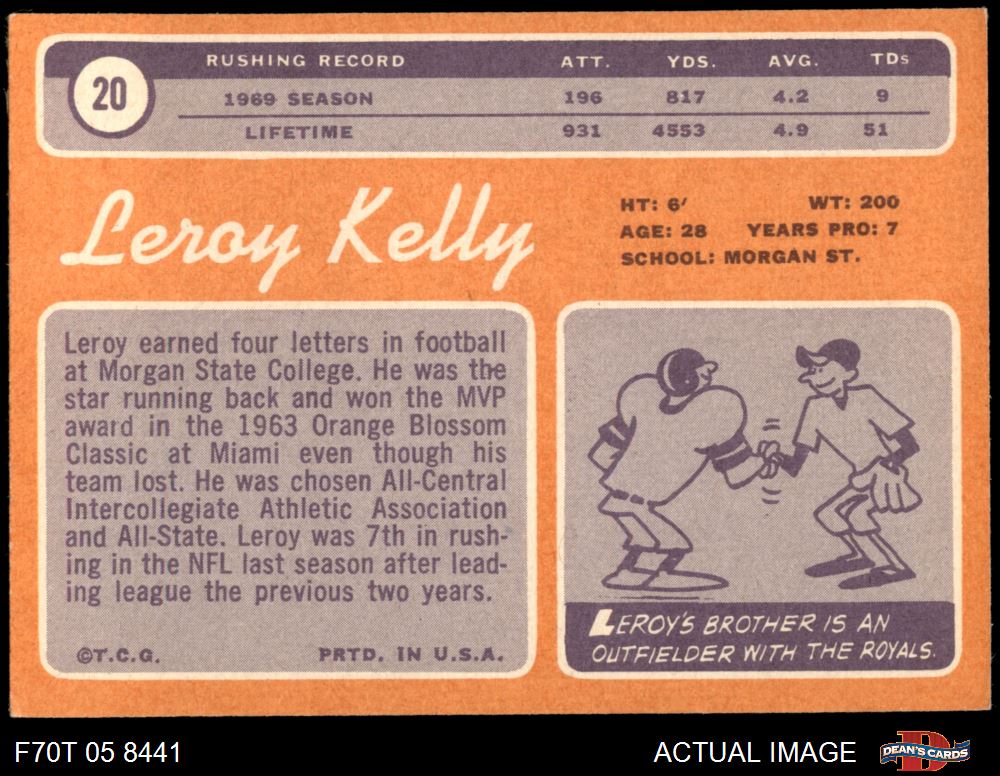 20
RUSHING RECORD ATT. YDS. AVG. TDs
1969 SEASON 196 817 4.2 9
LIFETIME 931 4553 4.9 51
Leroy Kelly
HT: 6' WT: 200
AGE: 28 YEARS PRO: 7
SCHOOL: MORGAN ST.
Leroy earned four letters in football
at Morgan State College. He was the
star running back and won the MVP
award in the 1963 Orange Blossom
Classic at Miami even though his
team lost. He was chosen All-Central
Intercollegiate Athletic Association
and All-State. Leroy was 7th in rush-
ing in the NFL last season after lead-
ing league the previous two years.
©T.C.G. PRTD. IN U.S.A.
LEROY'S BROTHER IS AN
OUTFIELDER WITH THE ROYALS.
F70T 05 8441 ACTUAL IMAGE
D
DEAN'S CARDS